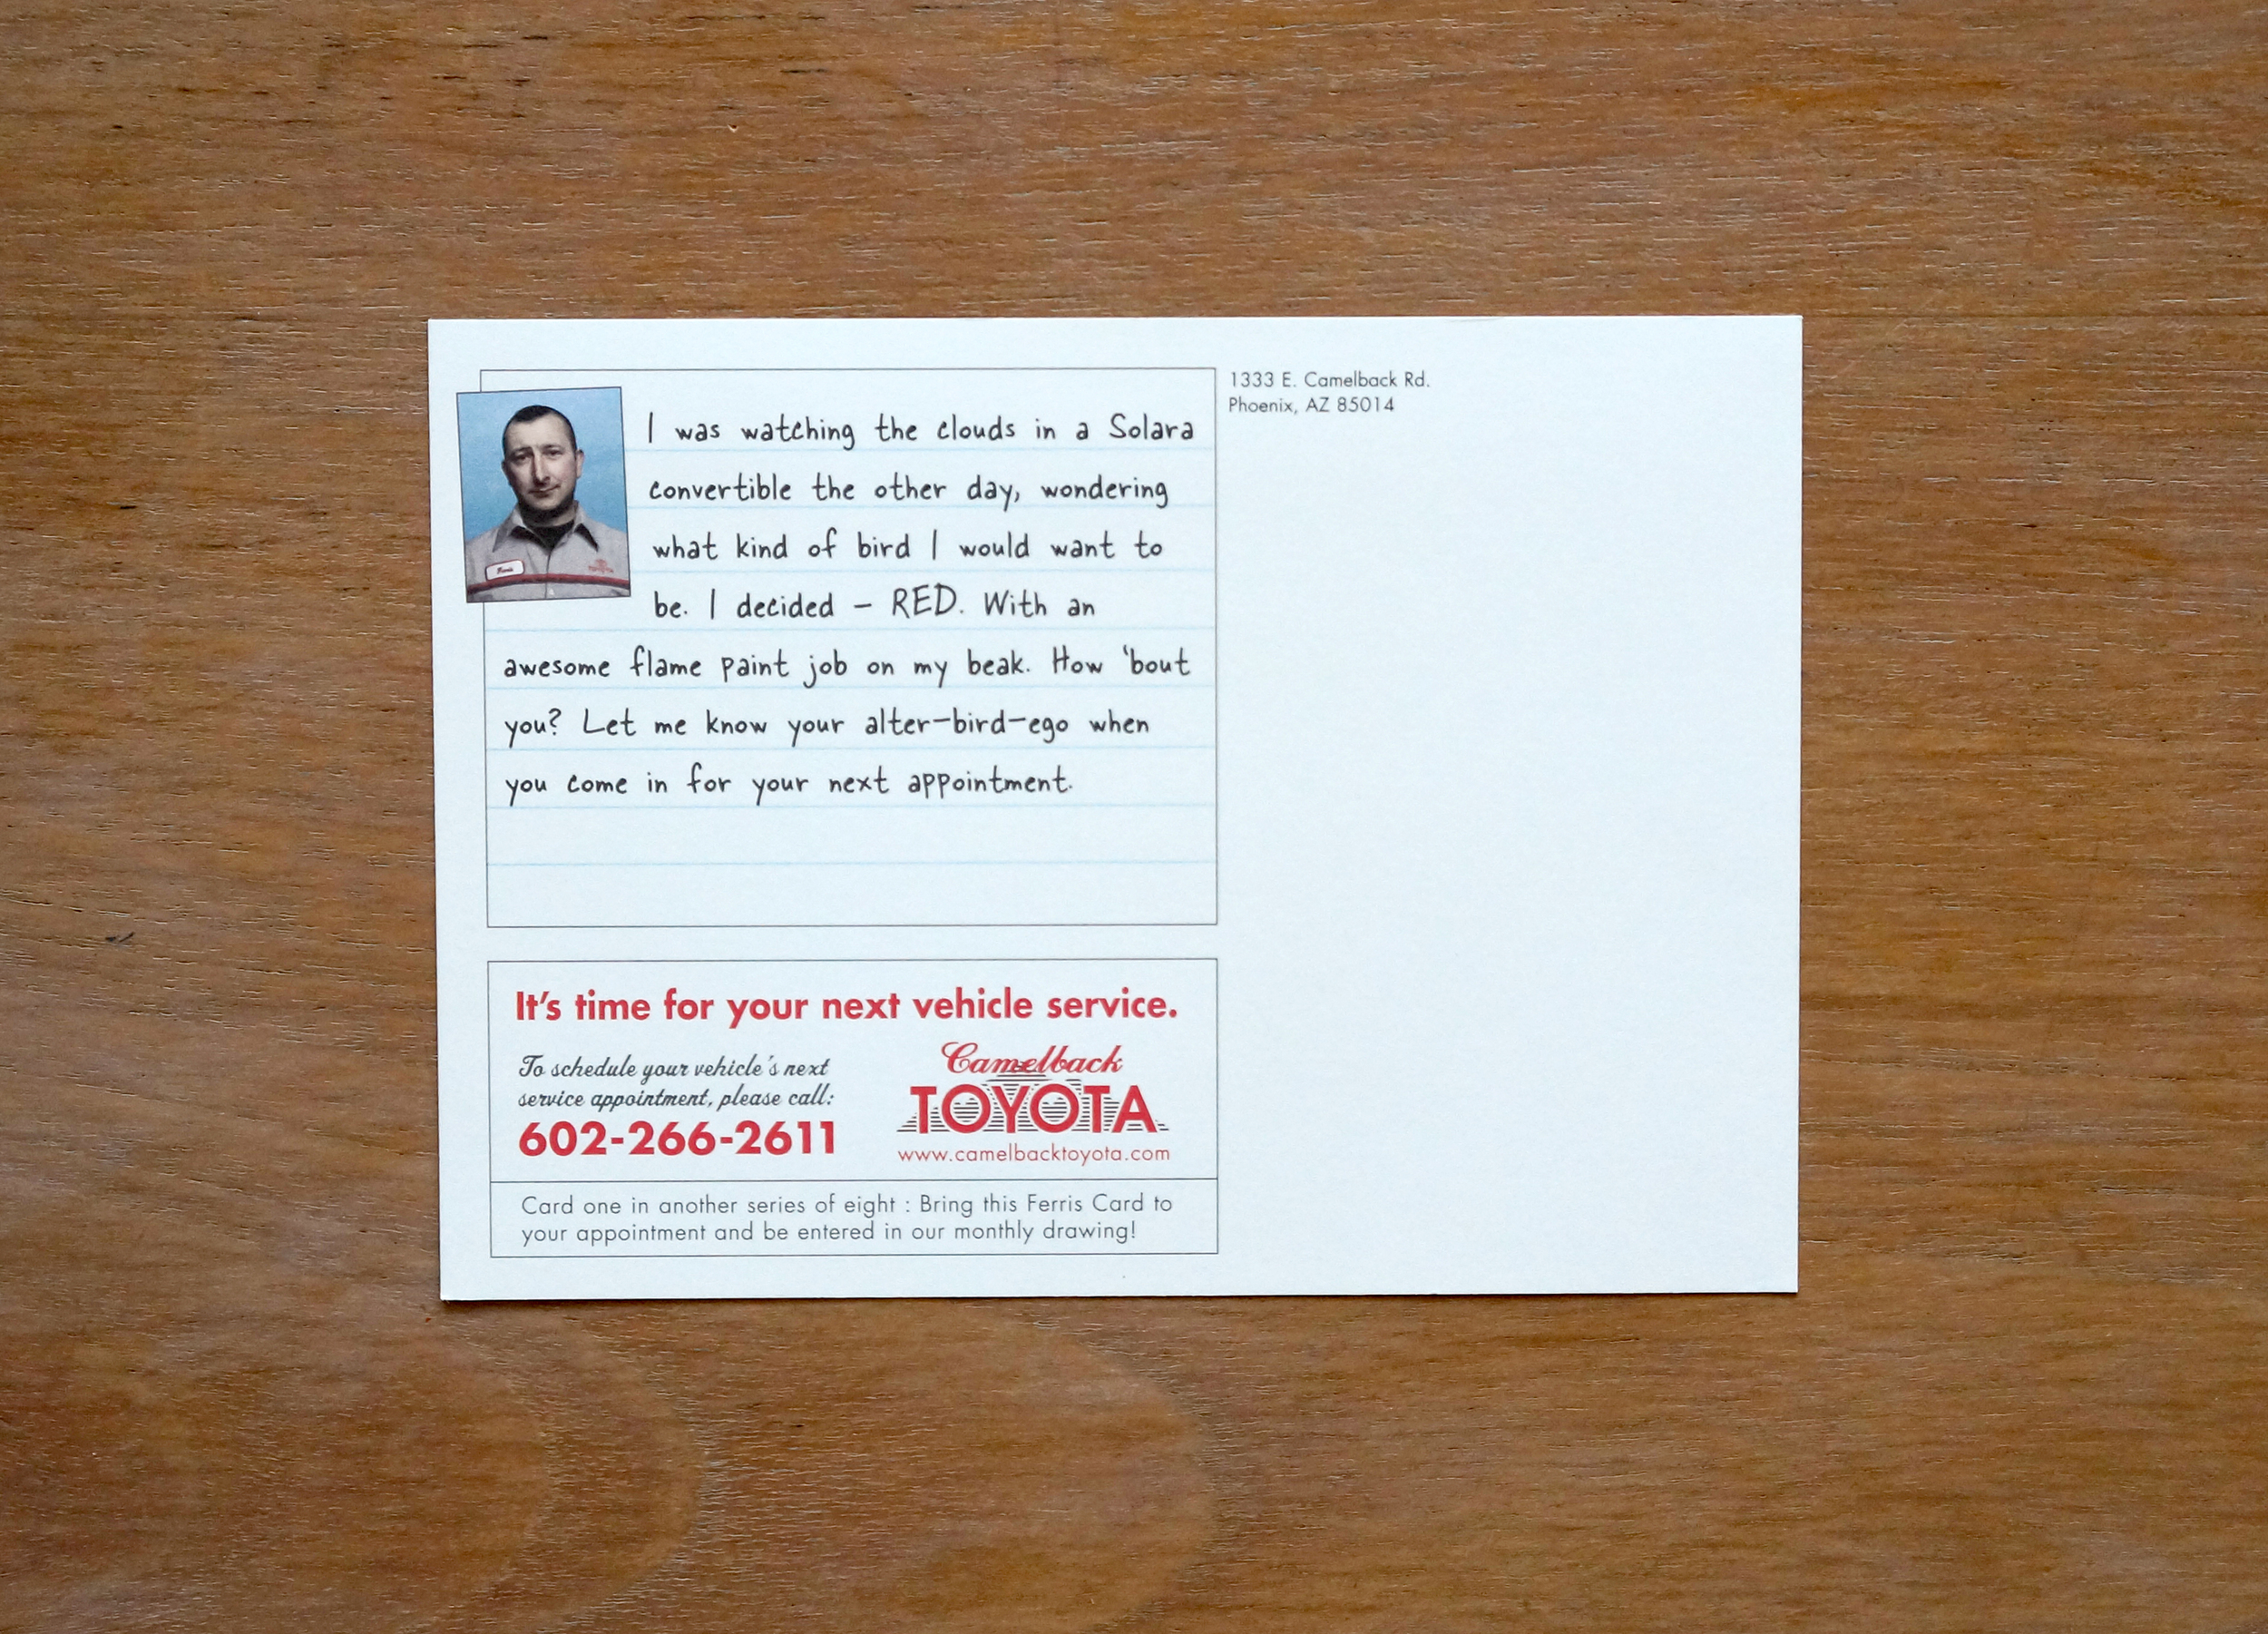 I was watching the clouds in a Solara
convertible the other day, wondering
what kind of bird I would want to
be. I decided – RED. With an
awesome flame paint job on my beak. How 'bout
you? Let me know your alter-bird-ego when
you come in for your next appointment.
1333 E. Camelback Rd.
Phoenix, AZ 85014
It's time for your next vehicle service.
To schedule your vehicle's next
service appointment, please call:
602-266-2611
Camelback
TOYOTA
www.camelbacktoyota.com
Card one in another series of eight : Bring this Ferris Card to
your appointment and be entered in our monthly drawing!